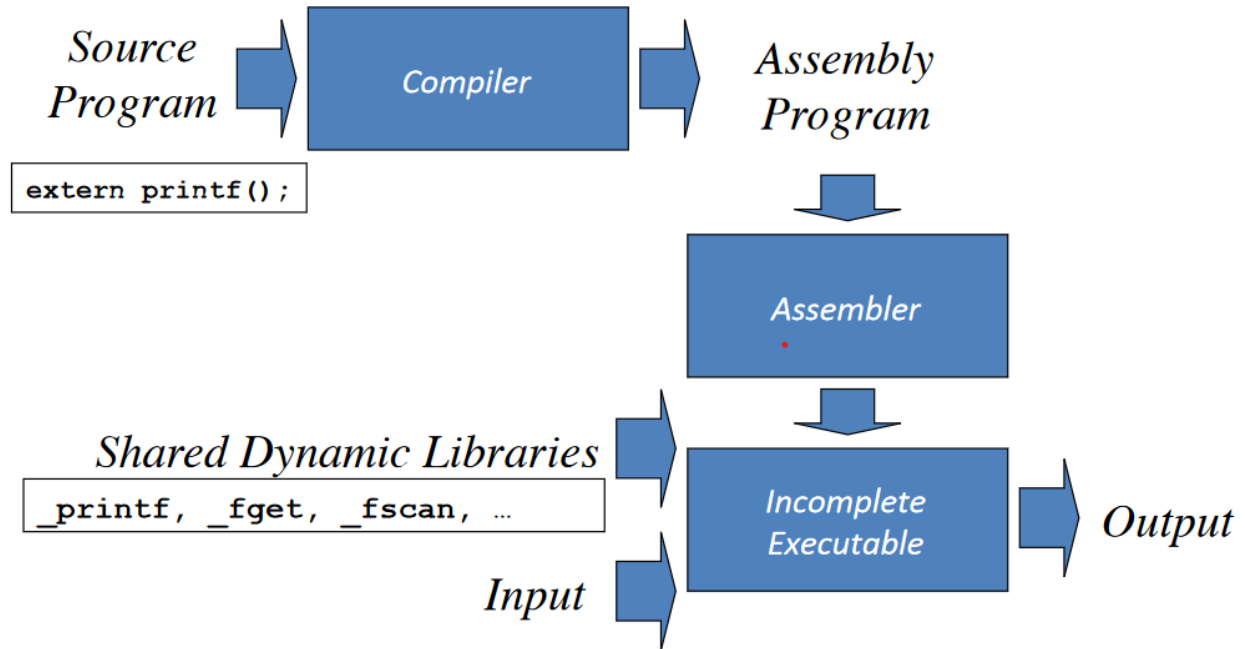 Source
Program
Compiler
Assembly
Program
extern printf();
Assembler
Shared Dynamic Libraries
_printf, _fget, _fscan, …
Incomplete
Executable
Output
Input